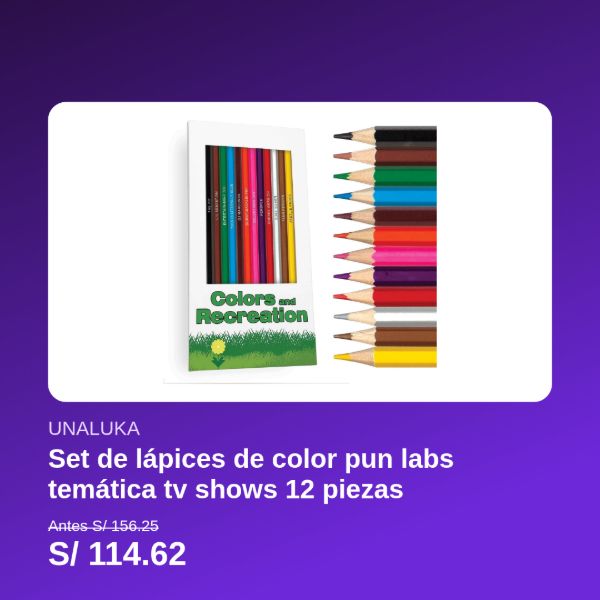 Colors and
Recreation
UNALUKA
Set de lápices de color pun labs
temática tv shows 12 piezas
Antes S/ 156.25
S/ 114.62